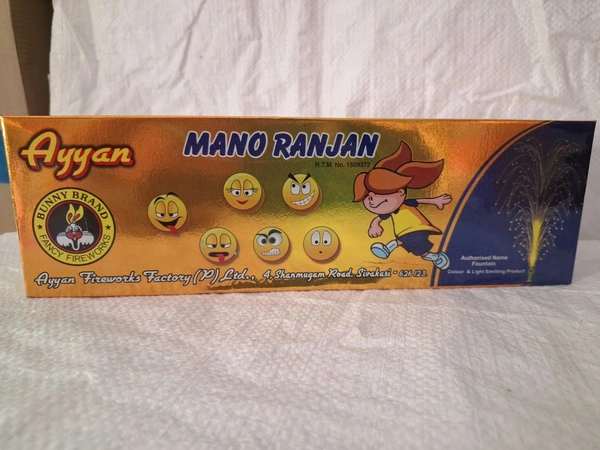 Ayyan
MANO RANJAN
R.T.M. No. 1509372
BUNNY BRAND
FANCY FIREWORKS
Authorised Name
Fountain
Colour & Light Emitting Product
Ayyan Fireworks Factory (P) Ltd., 4, Shanmugam Road, Sivakasi - 626 123.